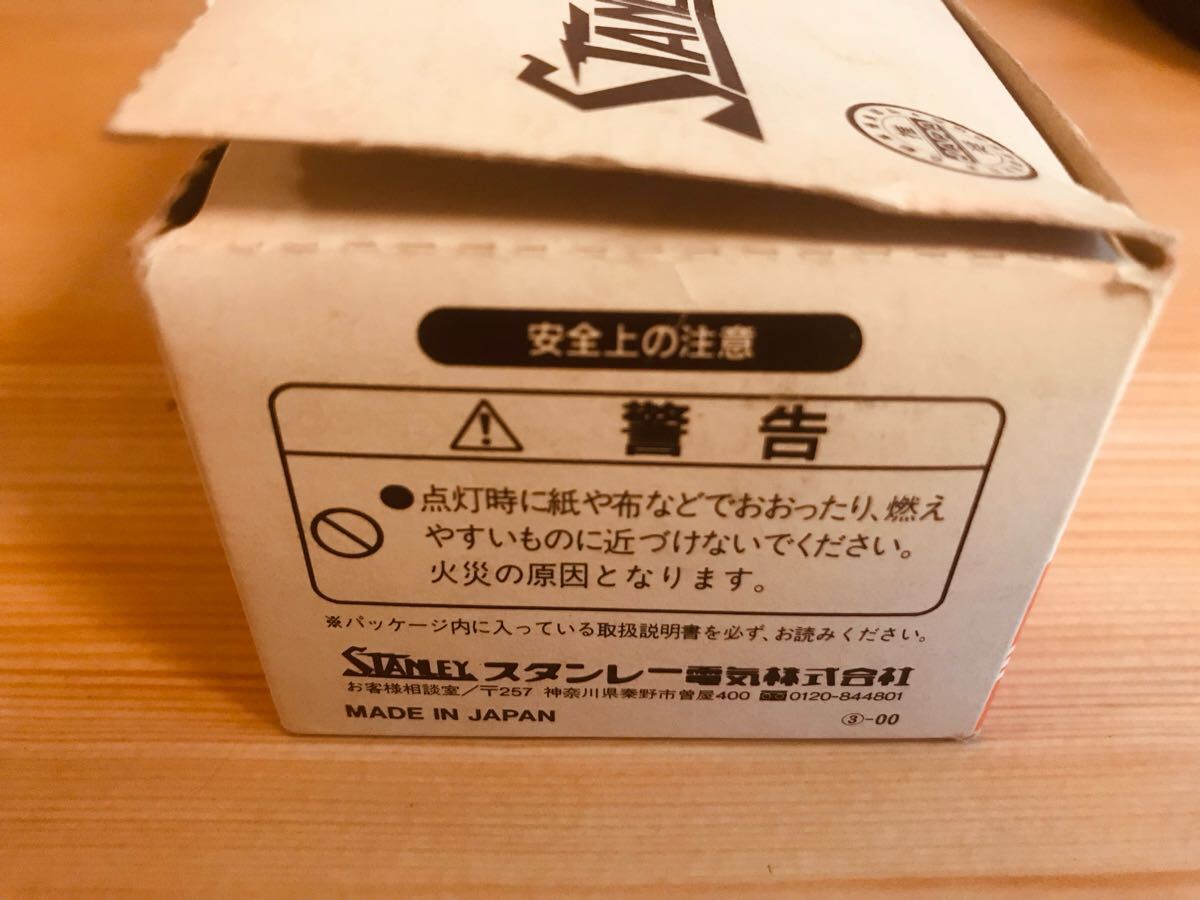 安全上の注意
警告
●点灯時に紙や布などでおおったり、燃え
やすいものに近づけないでください。
火災の原因となります。
※パッケージ内に入っている取扱説明書を必ず、お読みください。
STANLEY スタンレー電気株式会社
お客様相談室/〒257 神奈川県秦野市曽屋400 0120-844801
MADE IN JAPAN ③-00